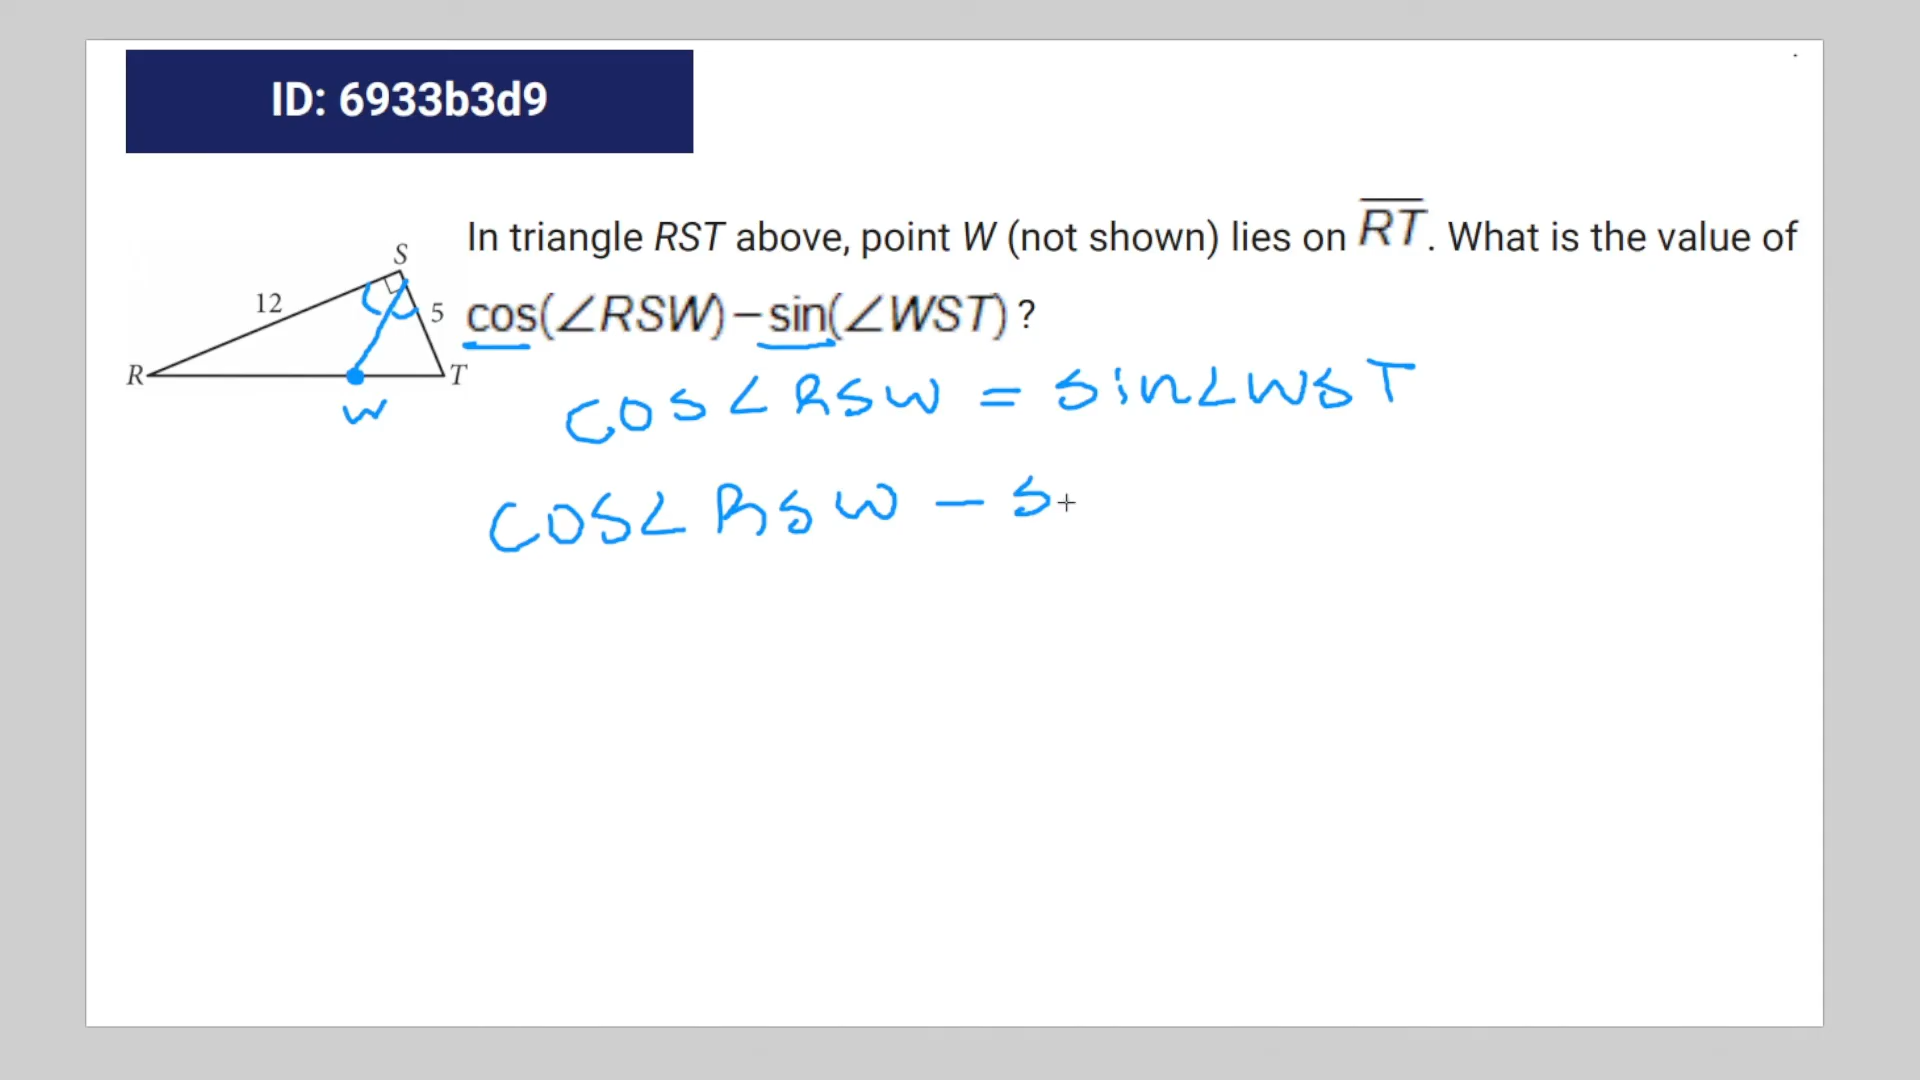 ID: 6933b3d9
In triangle RST above, point W (not shown) lies on RT. What is the value of
cos(∠RSW)−sin(∠WST)?
S
12
5
R
T
W
COS∠RSW = sin∠WST
COS∠RSW − s